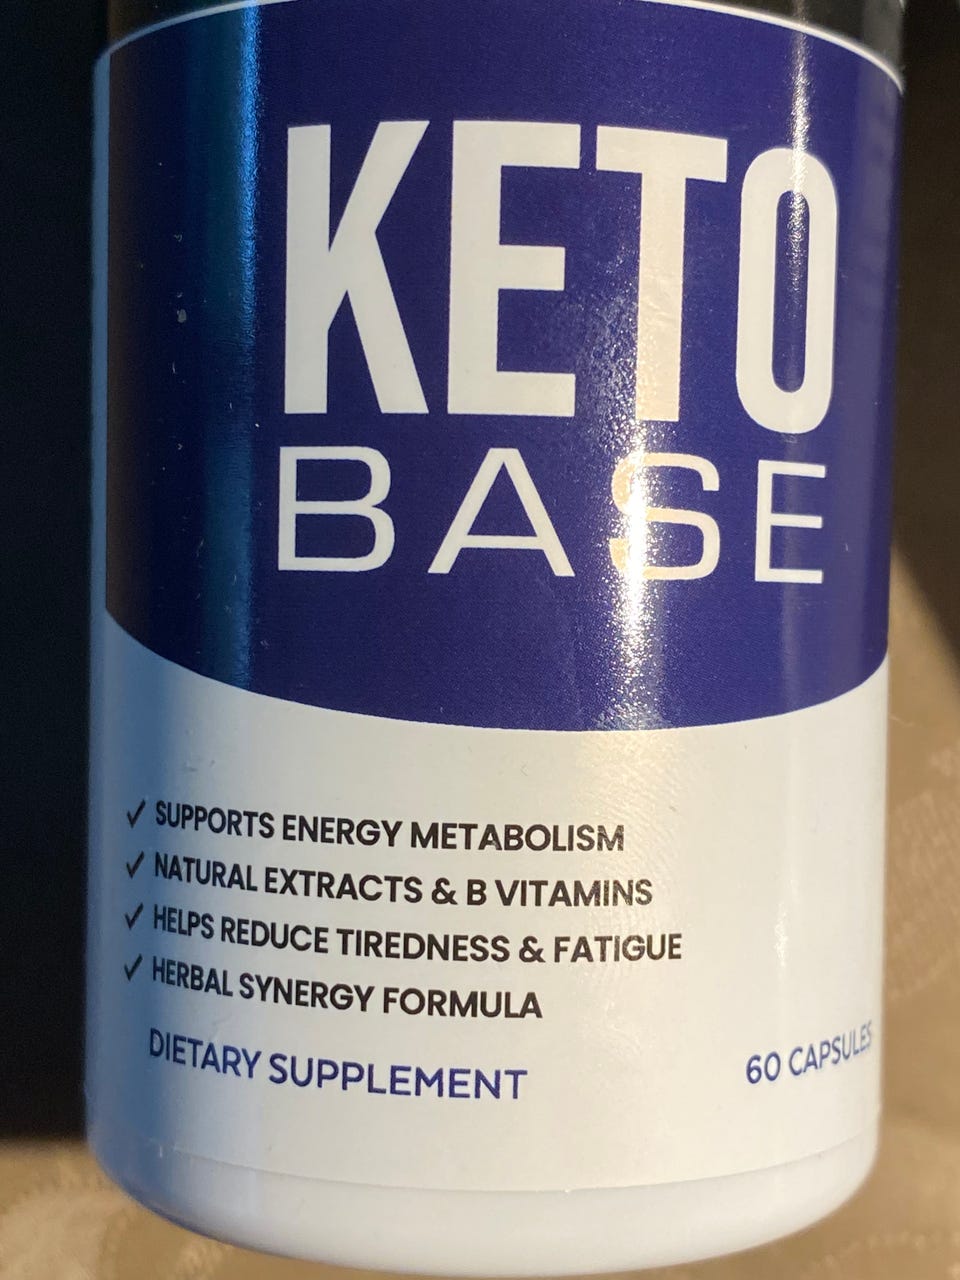 KETO
BASE
✓ SUPPORTS ENERGY METABOLISM
✓ NATURAL EXTRACTS & B VITAMINS
✓ HELPS REDUCE TIREDNESS & FATIGUE
✓ HERBAL SYNERGY FORMULA
DIETARY SUPPLEMENT
60 CAPSULES